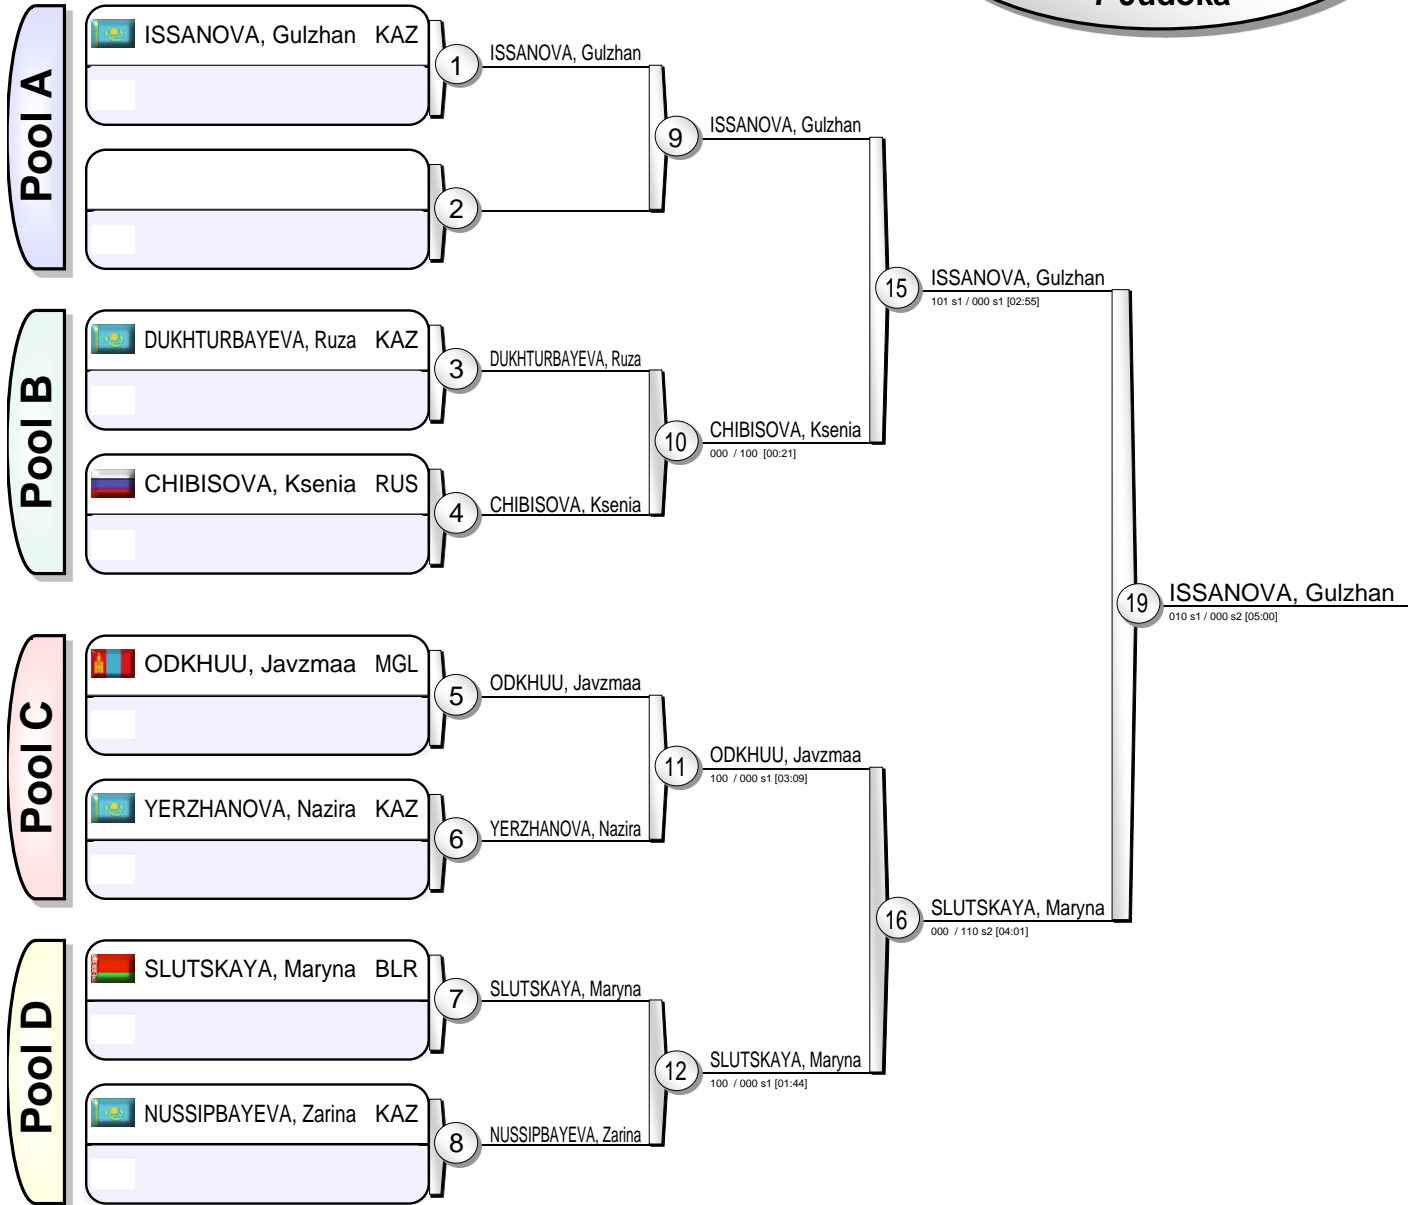 7 Judoka
Pool A
ISSANOVA, Gulzhan KAZ
1
ISSANOVA, Gulzhan
2
9
ISSANOVA, Gulzhan
Pool B
DUKHTURBAYEVA, Ruza KAZ
3
DUKHTURBAYEVA, Ruza
CHIBISOVA, Ksenia RUS
4
CHIBISOVA, Ksenia
10
CHIBISOVA, Ksenia
000 / 100 [00:21]
15
ISSANOVA, Gulzhan
101 s1 / 000 s1 [02:55]
Pool C
ODKHUU, Javzmaa MGL
5
ODKHUU, Javzmaa
YERZHANOVA, Nazira KAZ
6
YERZHANOVA, Nazira
11
ODKHUU, Javzmaa
100 / 000 s1 [03:09]
Pool D
SLUTSKAYA, Maryna BLR
7
SLUTSKAYA, Maryna
NUSSIPBAYEVA, Zarina KAZ
8
NUSSIPBAYEVA, Zarina
12
SLUTSKAYA, Maryna
100 / 000 s1 [01:44]
16
SLUTSKAYA, Maryna
000 / 110 s2 [04:01]
19
ISSANOVA, Gulzhan
010 s1 / 000 s2 [05:00]